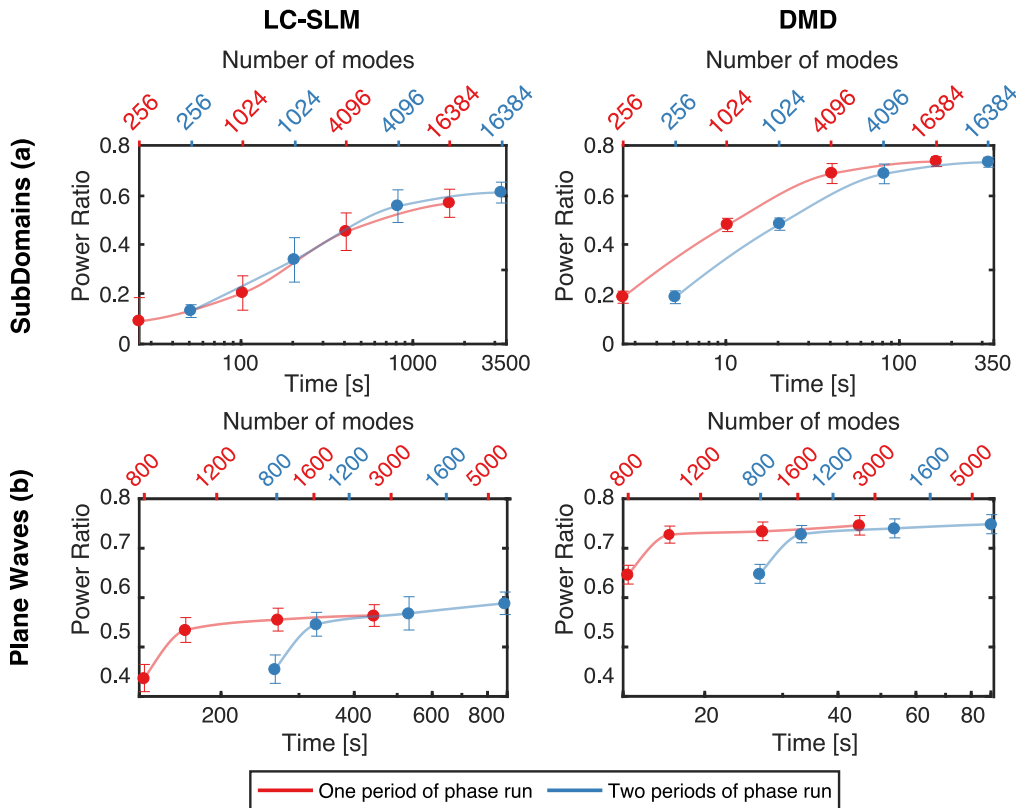 LC-SLM
DMD
Number of modes
Number of modes
256 256 1024 1024 4096 4096 16384 16384
256 256 1024 1024 4096 4096 16384 16384
SubDomains (a)
Power Ratio
0.8
0.6
0.4
0.2
0
100 1000 3500
Time [s]
Power Ratio
0.8
0.6
0.4
0.2
0
10 100 350
Time [s]
Number of modes
Number of modes
800 1200 800 1600 1200 3000 1600 5000
800 1200 800 1600 1200 3000 1600 5000
Plane Waves (b)
Power Ratio
0.8
0.7
0.6
0.5
0.4
200 400 600 800
Time [s]
Power Ratio
0.8
0.7
0.6
0.5
0.4
20 40 60 80
Time [s]
One period of phase run Two periods of phase run